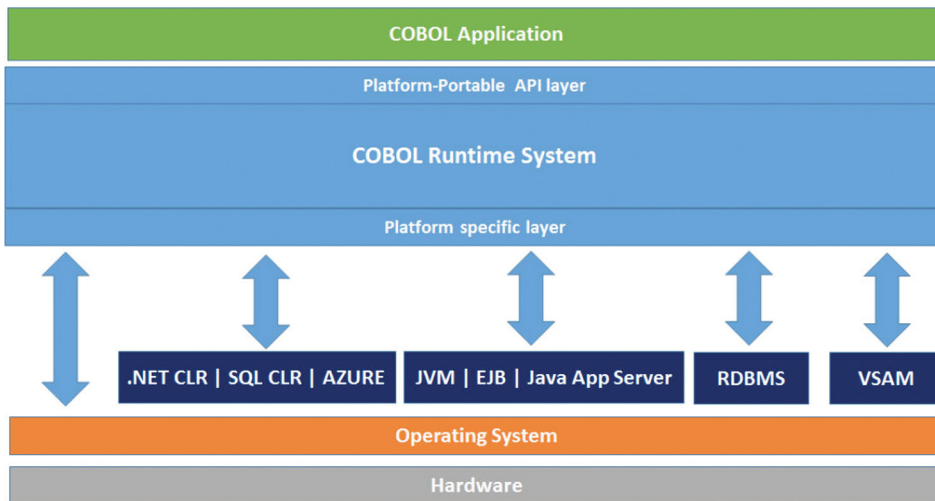 COBOL Application
Platform-Portable API layer
COBOL Runtime System
Platform specific layer
.NET CLR | SQL CLR | AZURE
JVM | EJB | Java App Server
RDBMS
VSAM
Operating System
Hardware